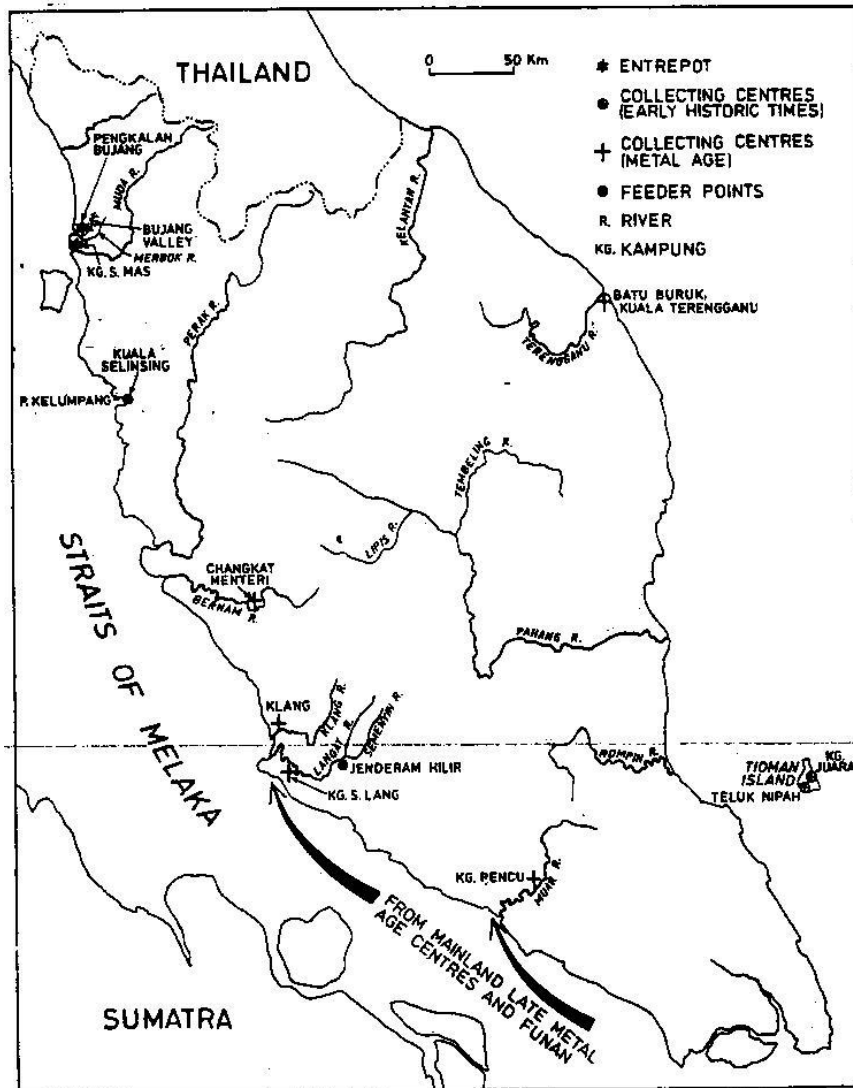 THAILAND
0 50 Km
* ENTREPOT
● COLLECTING CENTRES
(EARLY HISTORIC TIMES)
+ COLLECTING CENTRES
(METAL AGE)
● FEEDER POINTS
R. RIVER
KG. KAMPUNG
PENGKALAN
BUJANG
MUDA R.
BUJANG
VALLEY
MERBOK R.
KG. S. MAS
KELANTAN R.
PERAK R.
BATU BURUK,
KUALA TERENGGANU
TERENGGANU R.
KUALA
SELINSING
P. KELUMPANG
TEMBELING R.
LIPIS R.
CHANGKAT
MENTERI
BERNAM R.
PAHANG R.
STRAITS OF MELAKA
KLANG
KLANG R.
LANGAT R.
SEMENYIH R.
JENDERAM HILIR
KG. S. LANG
ROMPIN R.
TIOMAN
ISLAND
KG.
JUARA
TELUK NIPAH
KG. PENCU
MUAR R.
FROM MAINLAND LATE METAL
AGE CENTRES AND FUNAN
SUMATRA